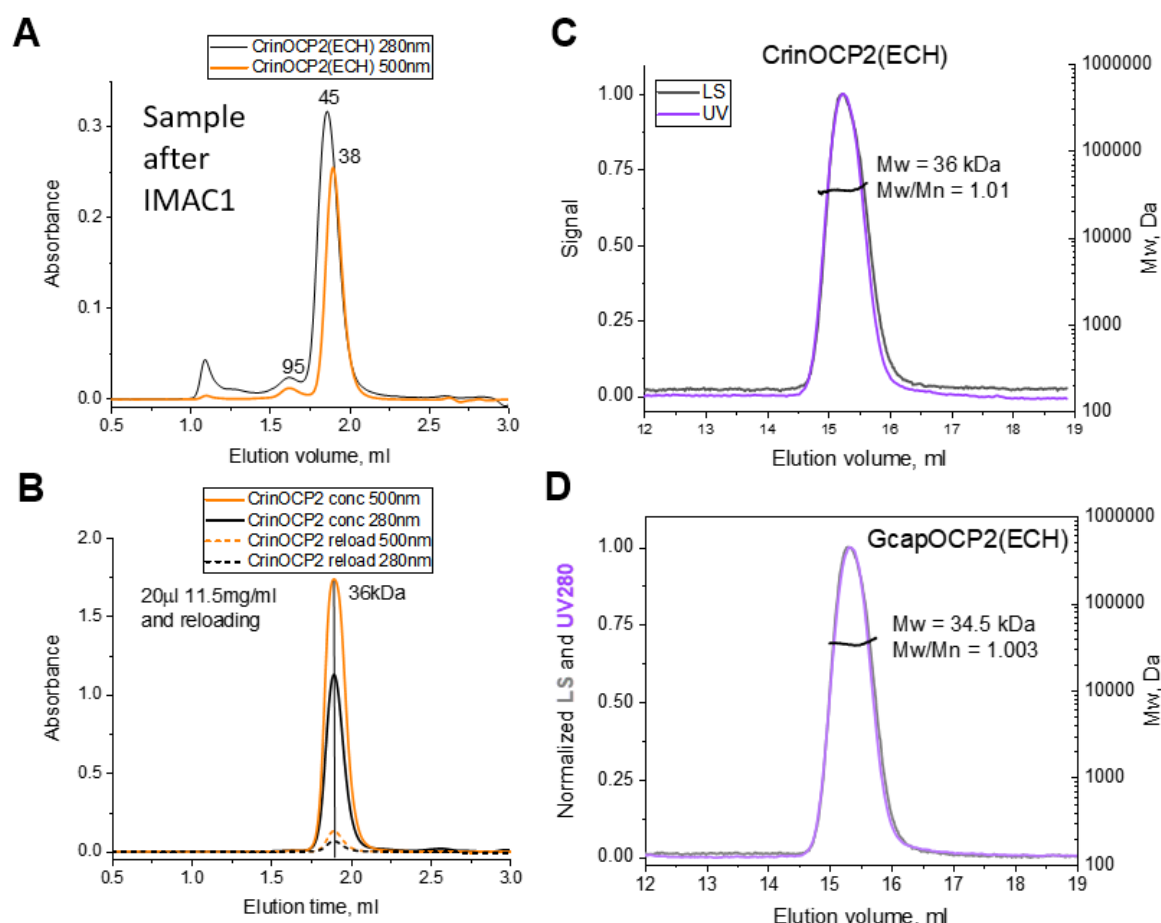 A
CrinOCP2(ECH) 280nm
CrinOCP2(ECH) 500nm
Sample
after
IMAC1
45
38
95
0.3
0.2
0.1
0.0
Absorbance
0.5 1.0 1.5 2.0 2.5 3.0
Elution volume, ml
B
CrinOCP2 conc 500nm
CrinOCP2 conc 280nm
CrinOCP2 reload 500nm
CrinOCP2 reload 280nm
20µl 11.5mg/ml
and reloading
36kDa
2.0
1.5
1.0
0.5
0.0
Absorbance
0.5 1.0 1.5 2.0 2.5 3.0
Elution time, ml
C
CrinOCP2(ECH)
LS
UV
Mw = 36 kDa
Mw/Mn = 1.01
1.00
0.75
0.50
0.25
0.00
Signal
1000000
100000
10000
1000
100
Mw, Da
12 13 14 15 16 17 18 19
Elution volume, ml
D
GcapOCP2(ECH)
Mw = 34.5 kDa
Mw/Mn = 1.003
1.00
0.75
0.50
0.25
0.00
Normalized LS and UV280
1000000
100000
10000
1000
100
Mw, Da
12 13 14 15 16 17 18 19
Elution volume, ml